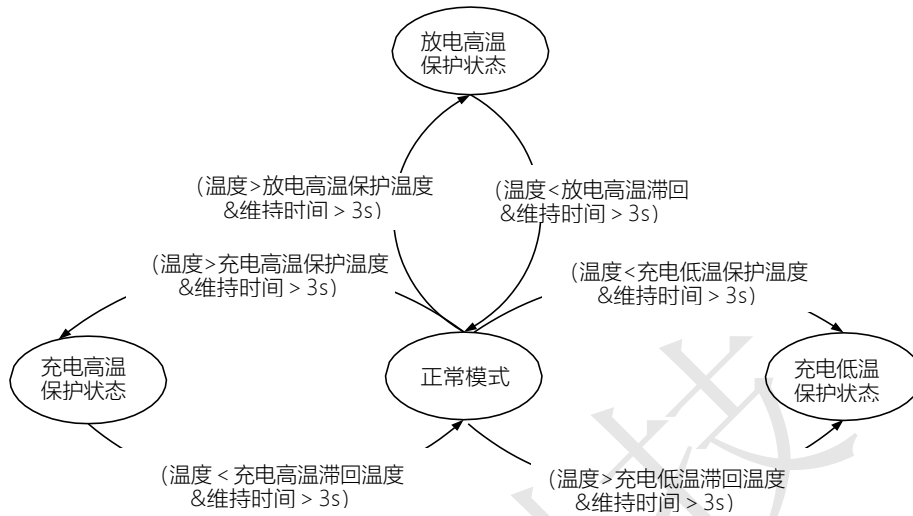 放电高温
保护状态
(温度>放电高温保护温度
&维持时间 > 3s)
(温度<放电高温滞回
&维持时间 > 3s)
(温度>充电高温保护温度
&维持时间 > 3s)
(温度<充电低温保护温度
&维持时间 > 3s)
充电高温
保护状态
正常模式
充电低温
保护状态
(温度 < 充电高温滞回温度
&维持时间 > 3s)
(温度>充电低温滞回温度
&维持时间 > 3s)
技